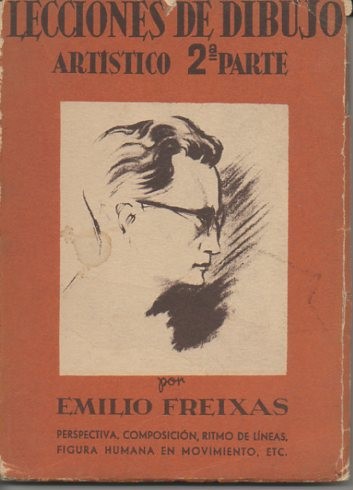 LECCIONES DE DIBUJO
ARTÍSTICO 2ª PARTE
por
EMILIO FREIXAS
PERSPECTIVA, COMPOSICIÓN, RITMO DE LÍNEAS,
FIGURA HUMANA EN MOVIMIENTO, ETC.